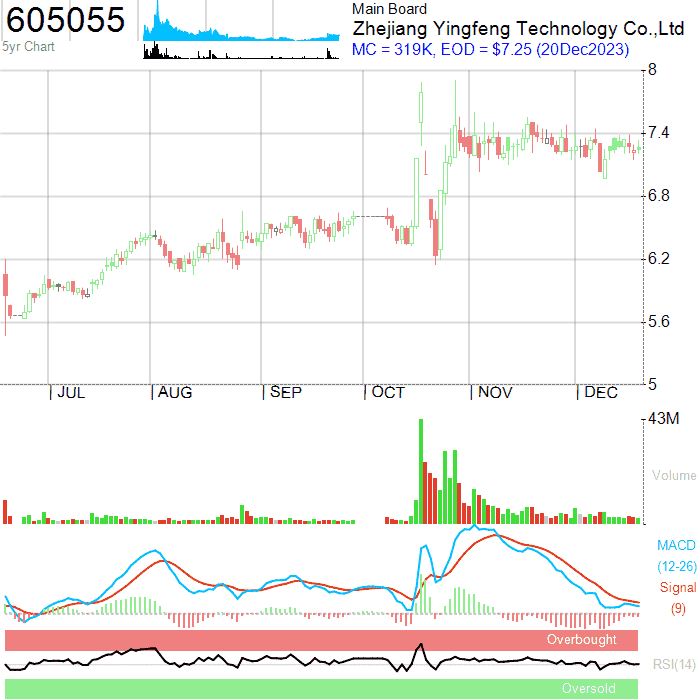 605055
5yr Chart
Main Board
Zhejiang Yingfeng Technology Co.,Ltd
MC = 319K, EOD = $7.25 (20Dec2023)
8
7.4
6.8
6.2
5.6
5
JUL AUG SEP OCT NOV DEC
43M
Volume
MACD
(12-26)
Signal
(9)
Overbought
RSI(14)
Oversold